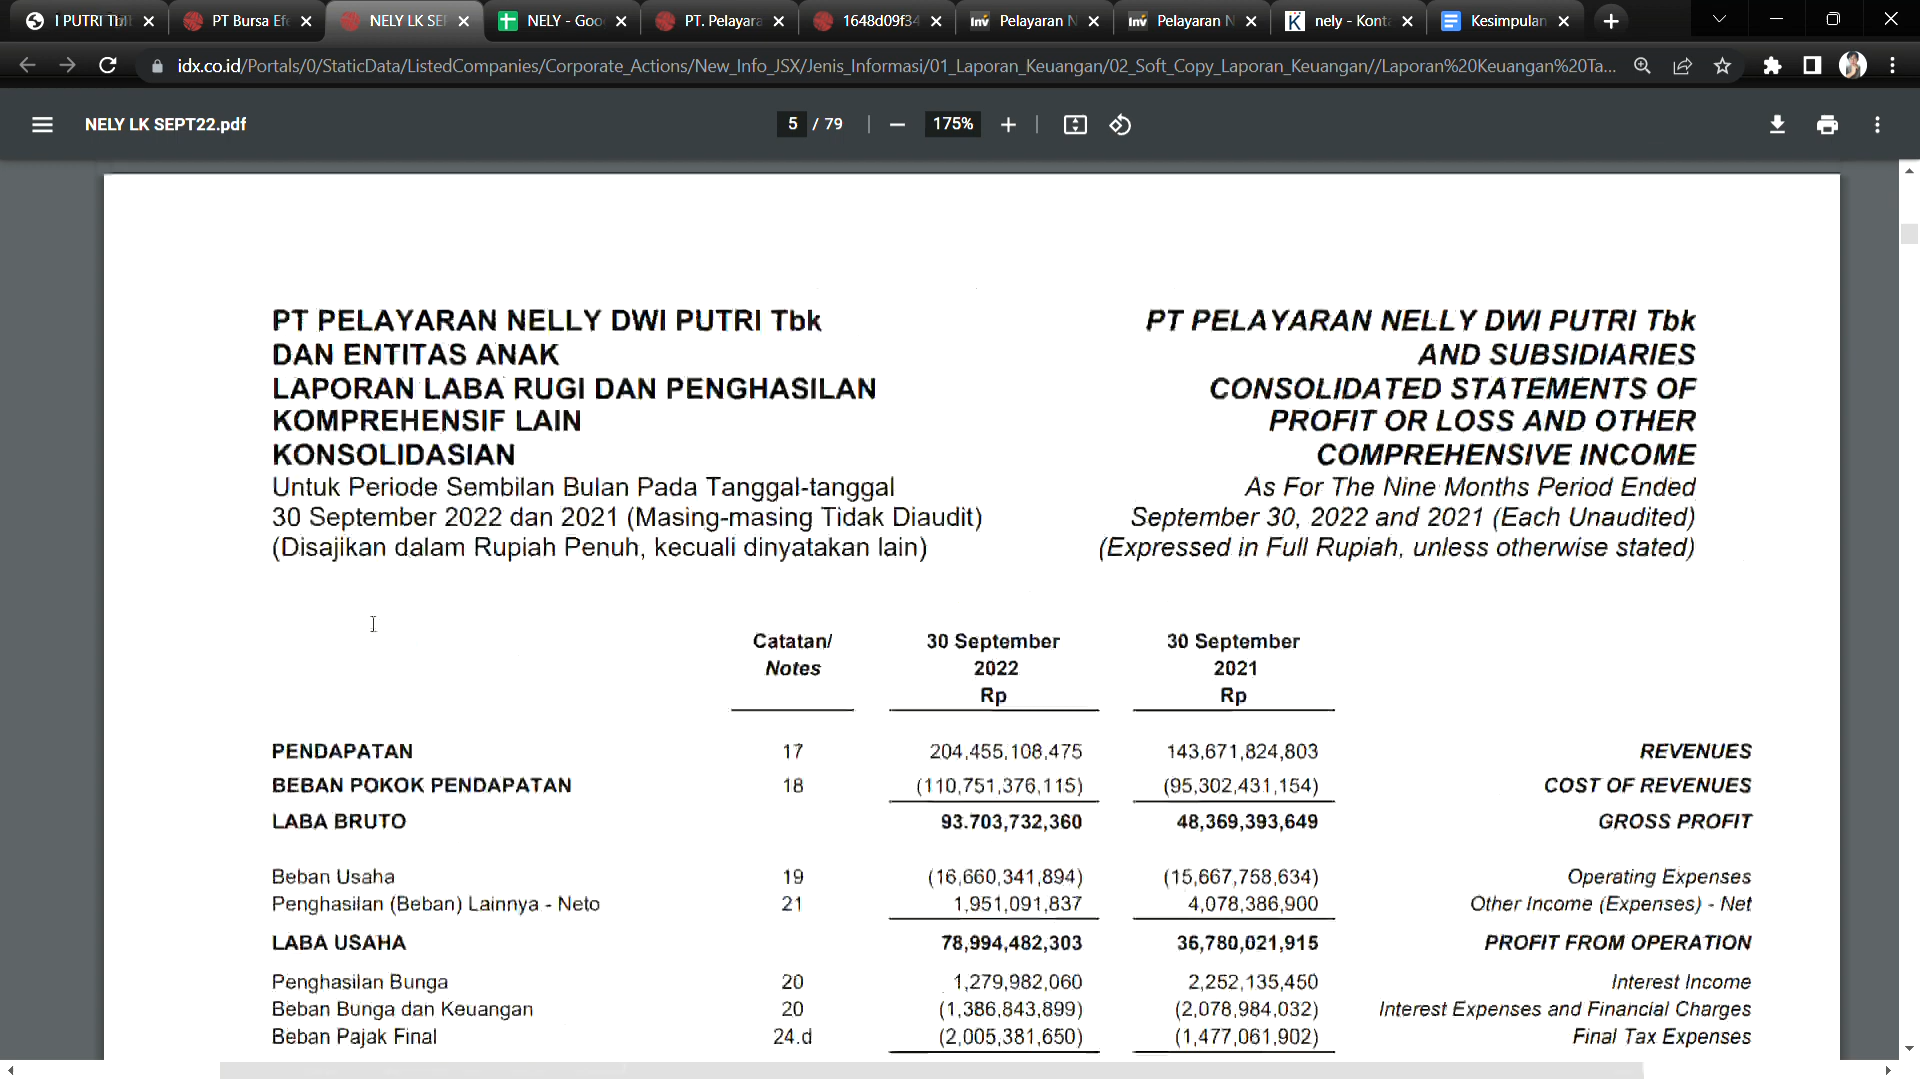 I PUTRI Tb
PT Bursa Efe
NELY LK SE
NELY - Goo
PT. Pelayara
1648d09f34
Inv Pelayaran N
Inv Pelayaran N
nely - Konta
Kesimpulan
idx.co.id/Portals/0/StaticData/ListedCompanies/Corporate_Actions/New_Info_JSX/Jenis_Informasi/01_Laporan_Keuangan/02_Soft_Copy_Laporan_Keuangan//Laporan%20Keuangan%20Ta...
NELY LK SEPT22.pdf
5 / 79
175%
PT PELAYARAN NELLY DWI PUTRI Tbk
DAN ENTITAS ANAK
LAPORAN LABA RUGI DAN PENGHASILAN
KOMPREHENSIF LAIN
KONSOLIDASIAN
Untuk Periode Sembilan Bulan Pada Tanggal-tanggal
30 September 2022 dan 2021 (Masing-masing Tidak Diaudit)
(Disajikan dalam Rupiah Penuh, kecuali dinyatakan lain)
PT PELAYARAN NELLY DWI PUTRI Tbk
AND SUBSIDIARIES
CONSOLIDATED STATEMENTS OF
PROFIT OR LOSS AND OTHER
COMPREHENSIVE INCOME
As For The Nine Months Period Ended
September 30, 2022 and 2021 (Each Unaudited)
(Expressed in Full Rupiah, unless otherwise stated)
Catatan/ 30 September 30 September
Notes 2022 2021
Rp Rp
PENDAPATAN 17 204,455,108,475 143,671,824,803 REVENUES
BEBAN POKOK PENDAPATAN 18 (110,751,376,115) (95,302,431,154) COST OF REVENUES
LABA BRUTO 93.703,732,360 48,369,393,649 GROSS PROFIT
Beban Usaha 19 (16,660,341,894) (15,667,758,634) Operating Expenses
Penghasilan (Beban) Lainnya - Neto 21 1,951,091,837 4,078,386,900 Other Income (Expenses) - Net
LABA USAHA 78,994,482,303 36,780,021,915 PROFIT FROM OPERATION
Penghasilan Bunga 20 1,279,982,060 2,252,135,450 Interest Income
Beban Bunga dan Keuangan 20 (1,386,843,899) (2,078,984,032) Interest Expenses and Financial Charges
Beban Pajak Final 24.d (2,005,381,650) (1,477,061,902) Final Tax Expenses